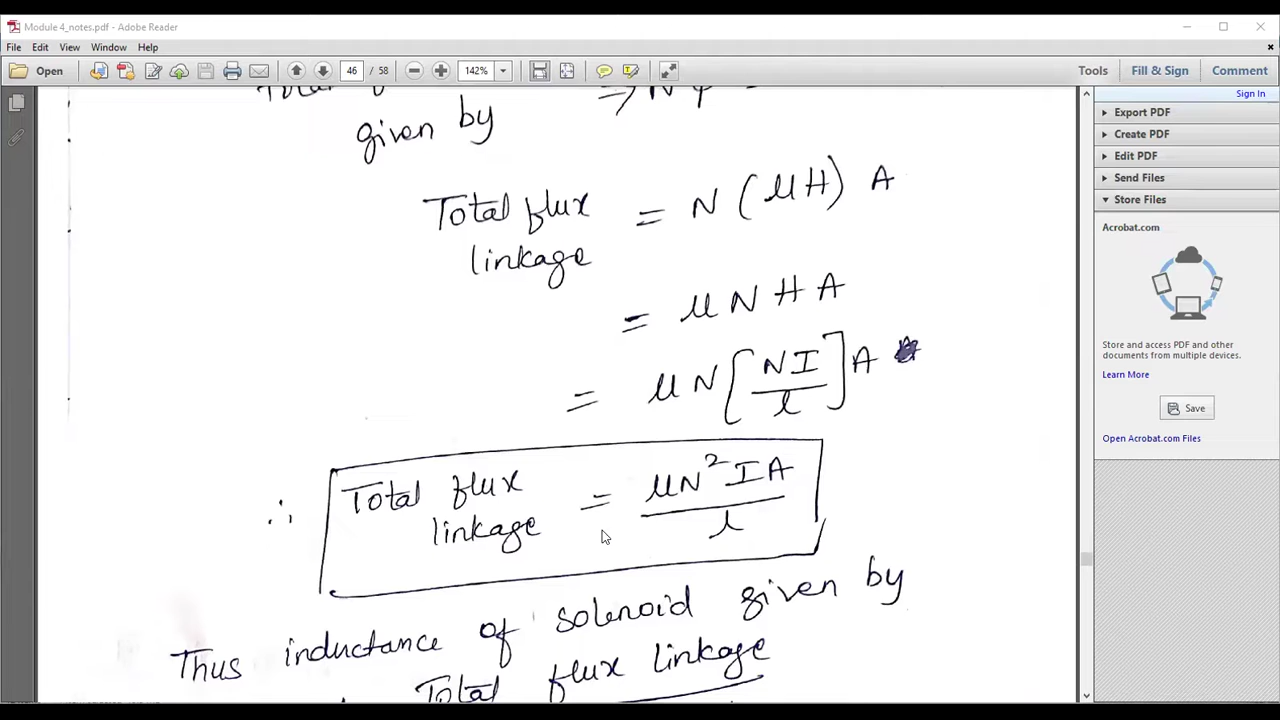 Module 4_notes.pdf - Adobe Reader
File Edit View Window Help
Open 46 / 58 142% Tools Fill & Sign Comment
Sign In
Export PDF
Create PDF
Edit PDF
Send Files
Store Files
Acrobat.com
Store and access PDF and other
documents from multiple devices.
Learn More
Save
Open Acrobat.com Files
Total
given by
Total flux linkage = N (μH) A
= μ N H A
= μ N [NI/l] A
∴ Total flux linkage = μN²IA/l
Thus inductance of solenoid given by
Total flux linkage